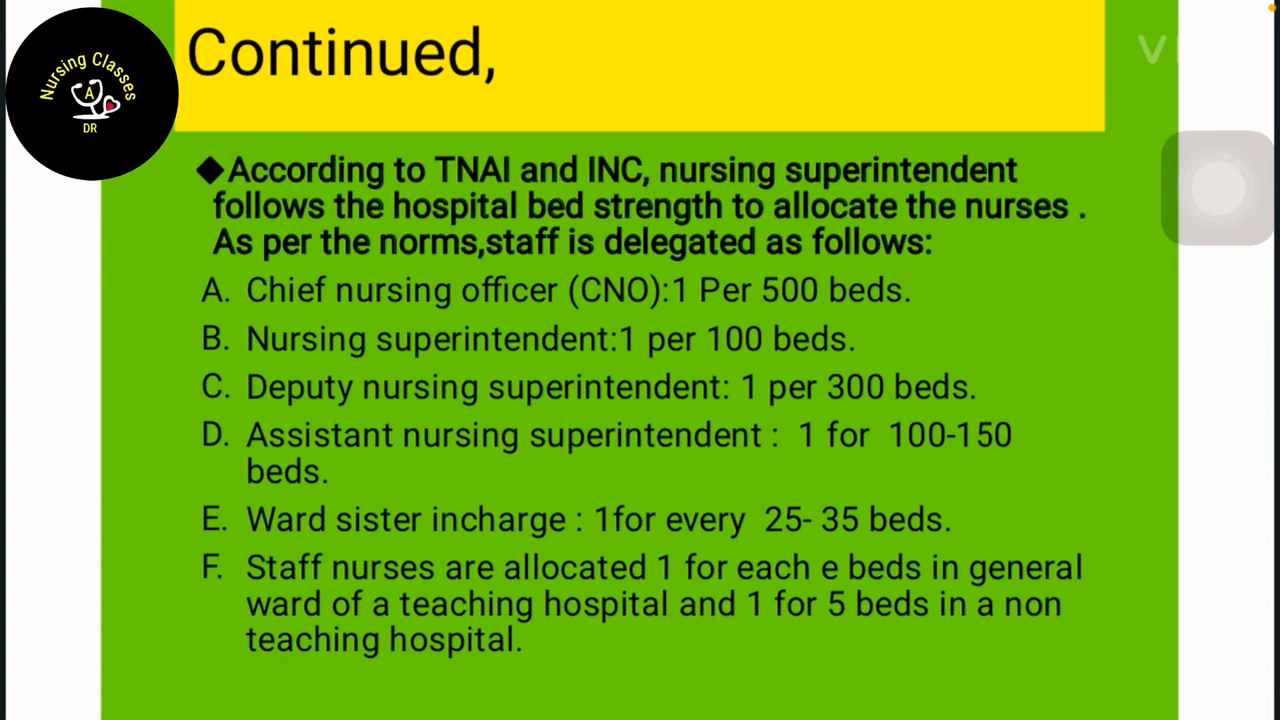 Nursing Classes
A
DR
Continued,
◆According to TNAI and INC, nursing superintendent
follows the hospital bed strength to allocate the nurses .
As per the norms,staff is delegated as follows:
A. Chief nursing officer (CNO):1 Per 500 beds.
B. Nursing superintendent:1 per 100 beds.
C. Deputy nursing superintendent: 1 per 300 beds.
D. Assistant nursing superintendent : 1 for 100-150
beds.
E. Ward sister incharge : 1for every 25- 35 beds.
F. Staff nurses are allocated 1 for each e beds in general
ward of a teaching hospital and 1 for 5 beds in a non
teaching hospital.